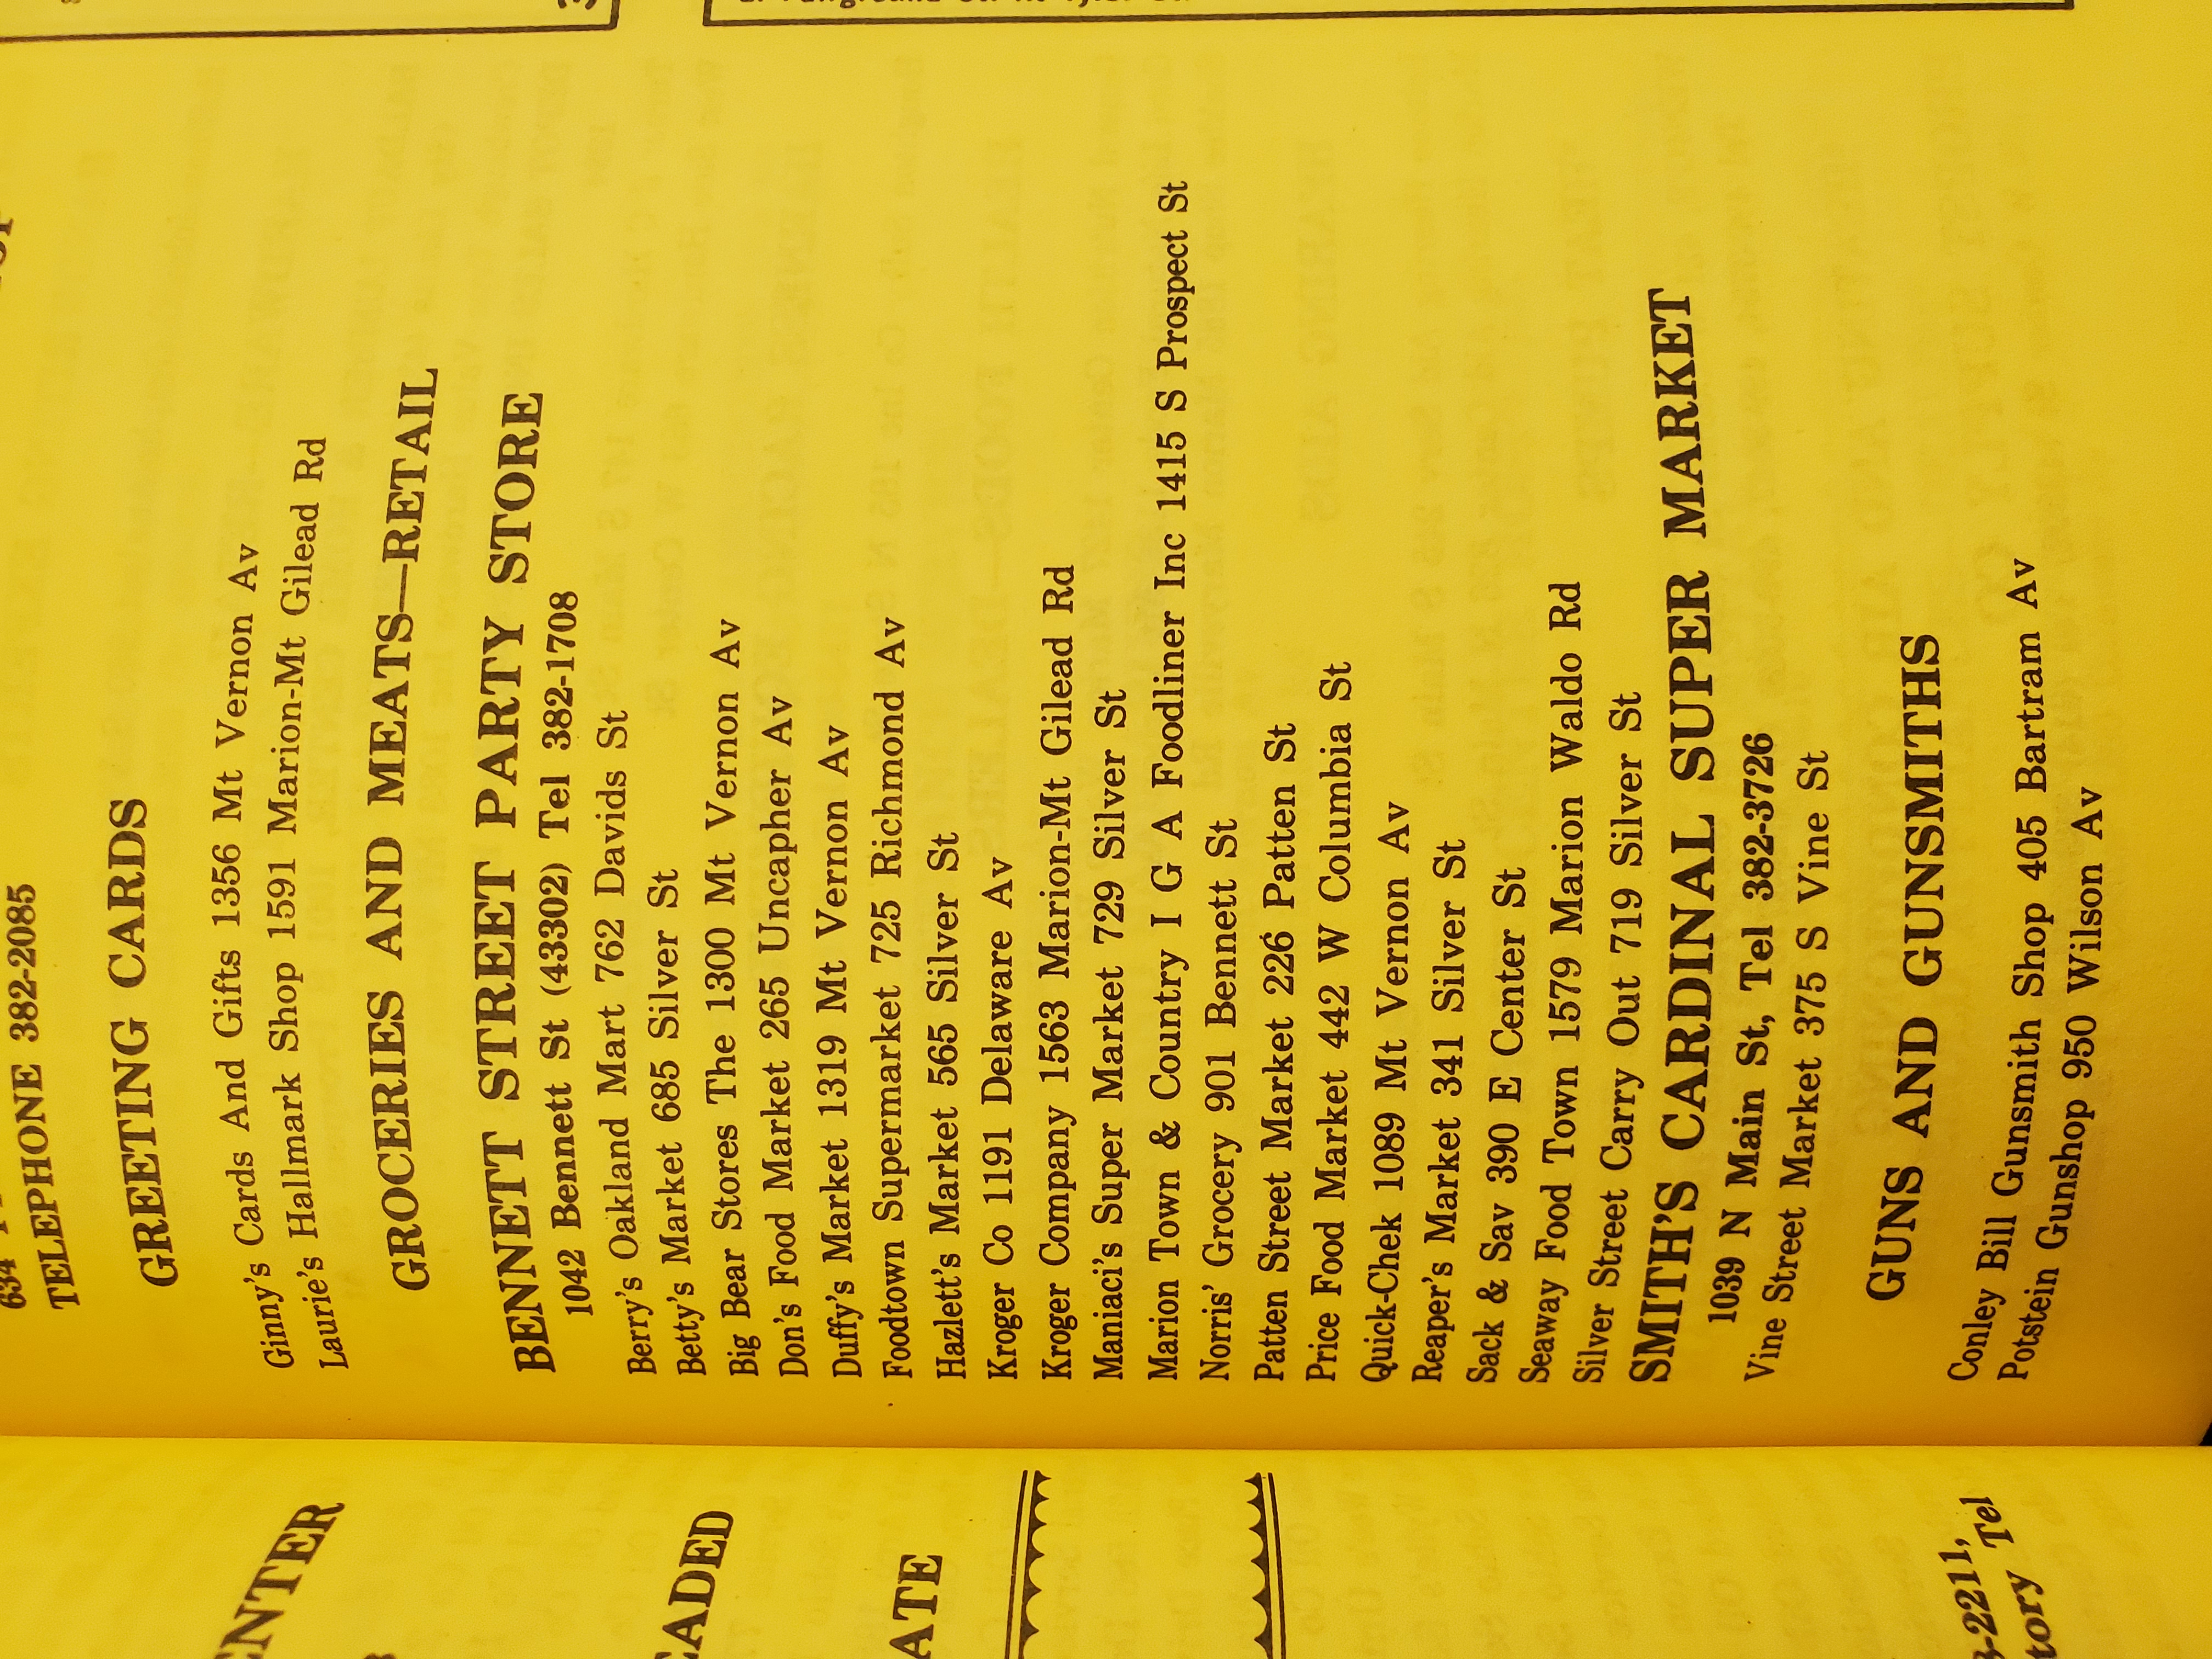 TELEPHONE 382-2085
GREETING CARDS
Ginny's Cards And Gifts 1356 Mt Vernon Av
Laurie's Hallmark Shop 1591 Marion-Mt Gilead Rd
GROCERIES AND MEATS—RETAIL
BENNETT STREET PARTY STORE
1042 Bennett St (43302) Tel 382-1708
Berry's Oakland Mart 762 Davids St
Betty's Market 685 Silver St
Big Bear Stores The 1300 Mt Vernon Av
Don's Food Market 265 Uncapher Av
Duffy's Market 1319 Mt Vernon Av
Foodtown Supermarket 725 Richmond Av
Hazlett's Market 565 Silver St
Kroger Co 1191 Delaware Av
Kroger Company 1563 Marion-Mt Gilead Rd
Maniaci's Super Market 729 Silver St
Marion Town & Country I G A Foodliner Inc 1415 S Prospect St
Norris' Grocery 901 Bennett St
Patten Street Market 226 Patten St
Price Food Market 442 W Columbia St
Quick-Chek 1089 Mt Vernon Av
Reaper's Market 341 Silver St
Sack & Sav 390 E Center St
Seaway Food Town 1579 Marion Waldo Rd
Silver Street Carry Out 719 Silver St
SMITH'S CARDINAL SUPER MARKET
1039 N Main St, Tel 382-3726
Vine Street Market 375 S Vine St
GUNS AND GUNSMITHS
Conley Bill Gunsmith Shop 405 Bartram Av
Potstein Gunshop 950 Wilson Av
ENTER
EADED
ATE
3-2211,
tory Tel